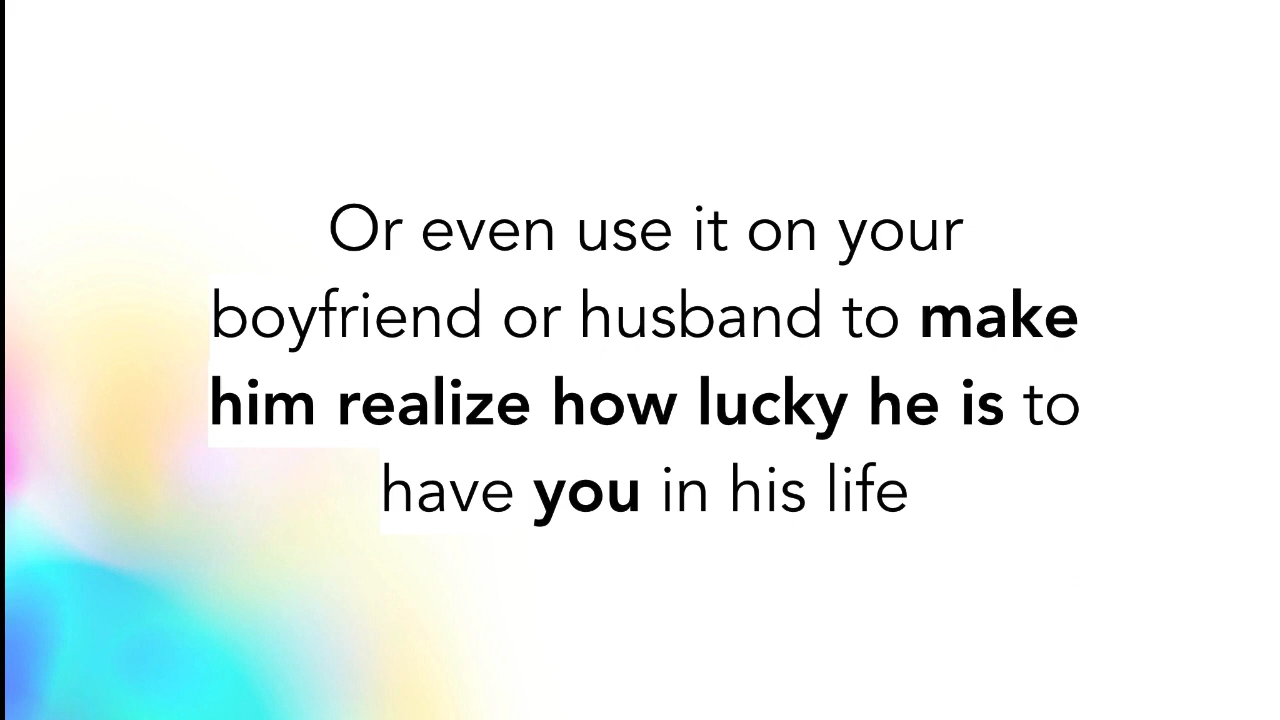 Or even use it on your
boyfriend or husband to make
him realize how lucky he is to
have you in his life